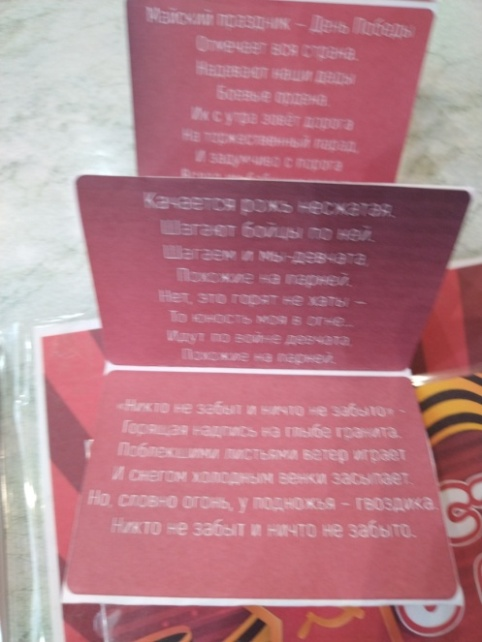 Майский праздник – День Победы
Отмечает вся страна.
Надевают наши деды
Боевые ордена.
Их с утра зовёт дорога
На торжественный парад,
И задумчиво с порога
Качается рожь несжатая.
Шагают бойцы по ней.
Шагаем и мы-девчата,
Похожие на парней.
Нет, это горят не хаты –
То юность моя в огне...
Идут по войне девчата,
Похожие на парней.
«Никто не забыт и ничто не забыто» -
Горящая надпись на глыбе гранита.
Поблекшими листьями ветер играет
И снегом холодным венки засыпает.
Но, словно огонь, у подножья – гвоздика.
Никто не забыт и ничто не забыто.